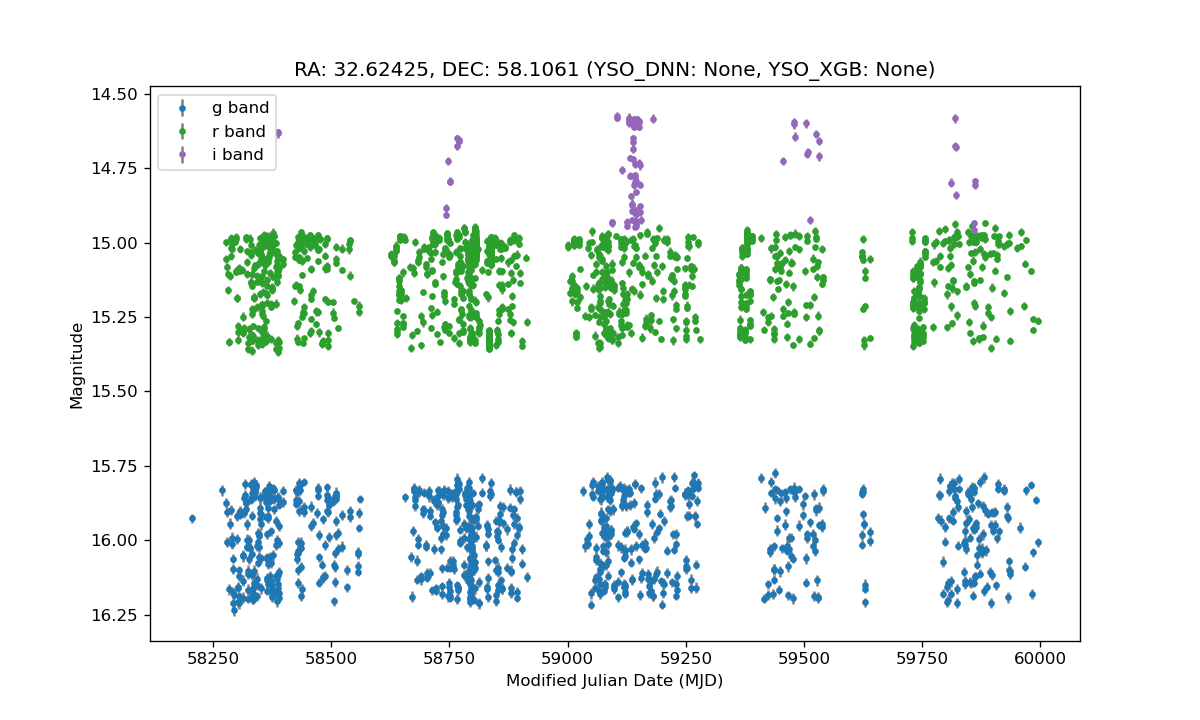 RA: 32.62425, DEC: 58.1061 (YSO_DNN: None, YSO_XGB: None)
g band
r band
i band
14.50
14.75
15.00
15.25
15.50
15.75
16.00
16.25
Magnitude
58250 58500 58750 59000 59250 59500 59750 60000
Modified Julian Date (MJD)